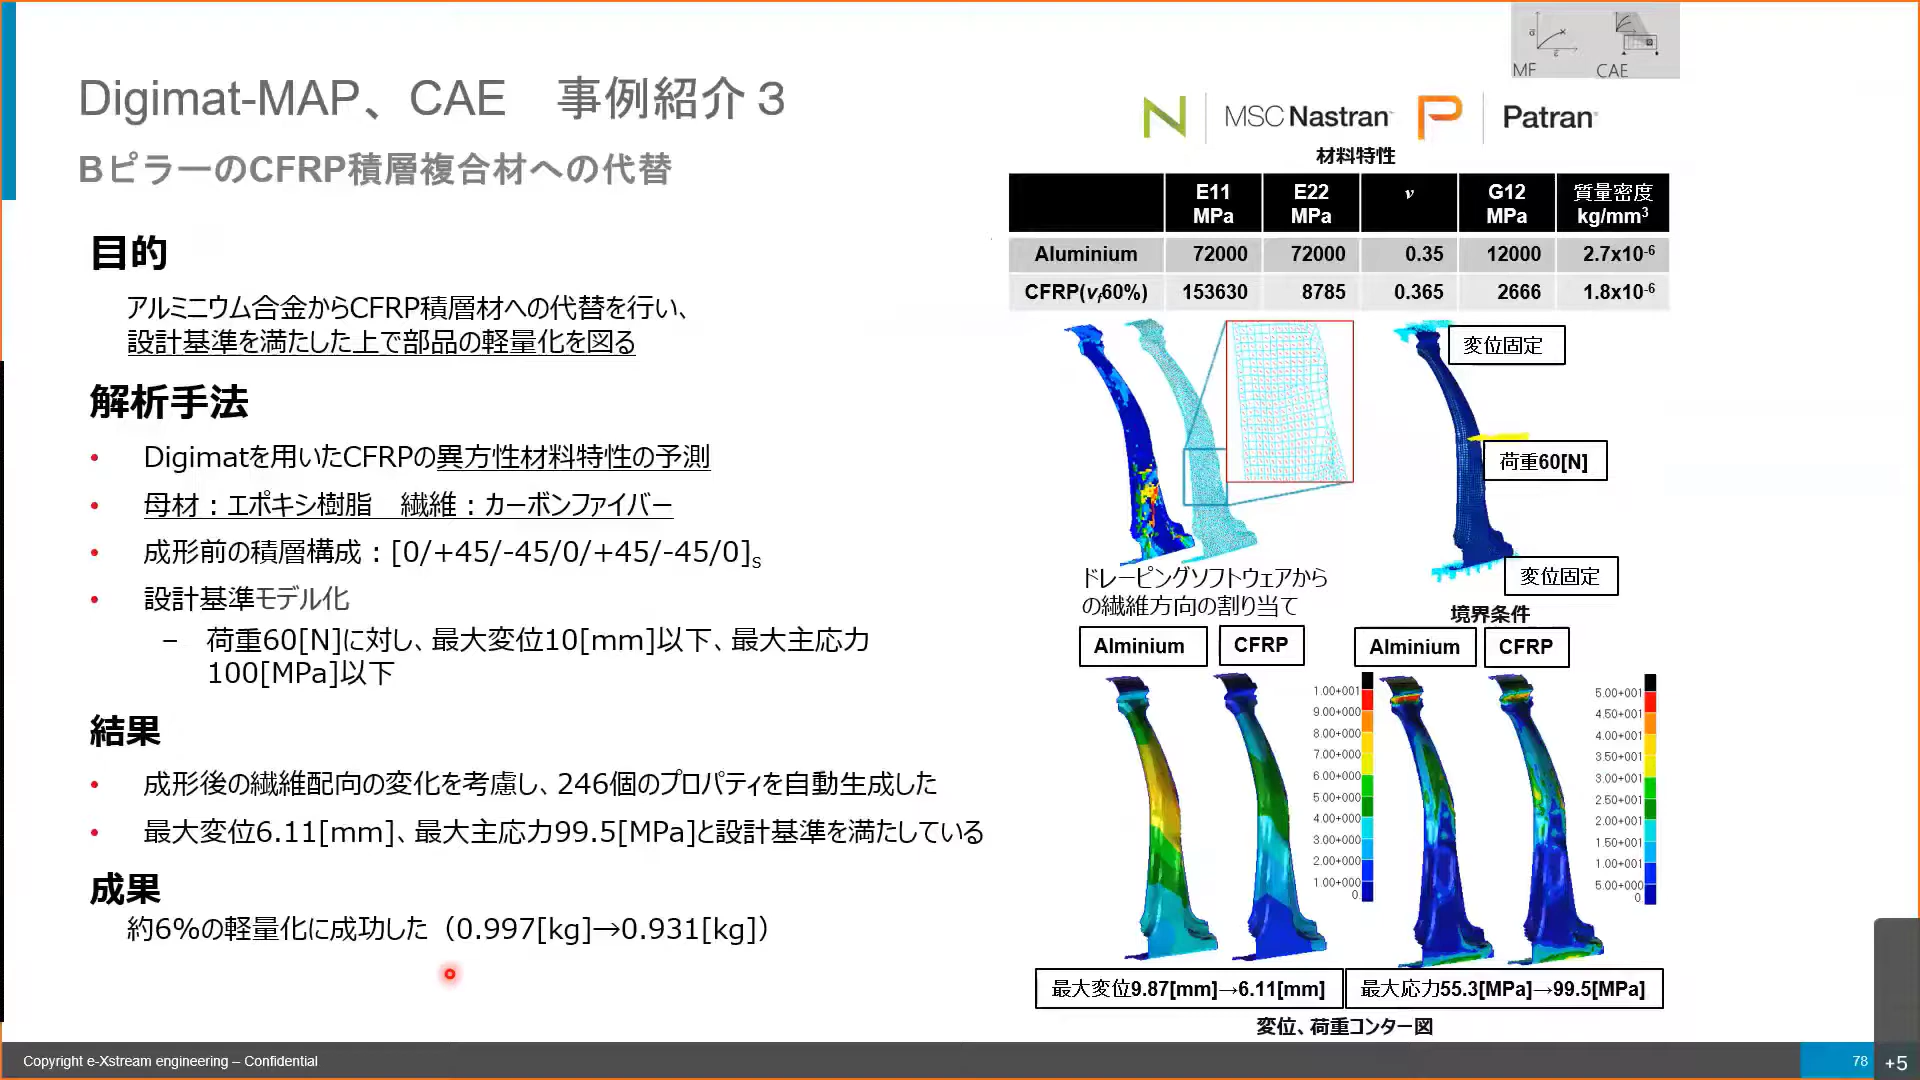 MF
CAE
Digimat-MAP、CAE　事例紹介３
BピラーのCFRP積層複合材への代替
MSC Nastran
Patran
目的
アルミニウム合金からCFRP積層材への代替を行い、
設計基準を満たした上で部品の軽量化を図る
解析手法
• Digimatを用いたCFRPの異方性材料特性の予測
• 母材：エポキシ樹脂　繊維：カーボンファイバー
• 成形前の積層構成：[0/+45/-45/0/+45/-45/0]s
• 設計基準モデル化
– 荷重60[N]に対し、最大変位10[mm]以下、最大主応力
100[MPa]以下
結果
• 成形後の繊維配向の変化を考慮し、246個のプロパティを自動生成した
• 最大変位6.11[mm]、最大主応力99.5[MPa]と設計基準を満たしている
成果
約6%の軽量化に成功した（0.997[kg]→0.931[kg]）
材料特性
E11 MPa E22 MPa ν G12 MPa 質量密度 kg/mm³
Aluminium 72000 72000 0.35 12000 2.7x10⁻⁶
CFRP(vf60%) 153630 8785 0.365 2666 1.8x10⁻⁶
変位固定
荷重60[N]
変位固定
ドレーピングソフトウェアから
の繊維方向の割り当て
境界条件
Alminium
CFRP
Alminium
CFRP
1.00+001
9.00+000
8.00+000
7.00+000
6.00+000
5.00+000
4.00+000
3.00+000
2.00+000
1.00+000
0
5.00+001
4.50+001
4.00+001
3.50+001
3.00+001
2.50+001
2.00+001
1.50+001
1.00+001
5.00+000
0
最大変位9.87[mm]→6.11[mm]
最大応力55.3[MPa]→99.5[MPa]
変位、荷重コンター図
Copyright e-Xstream engineering – Confidential
78
+5